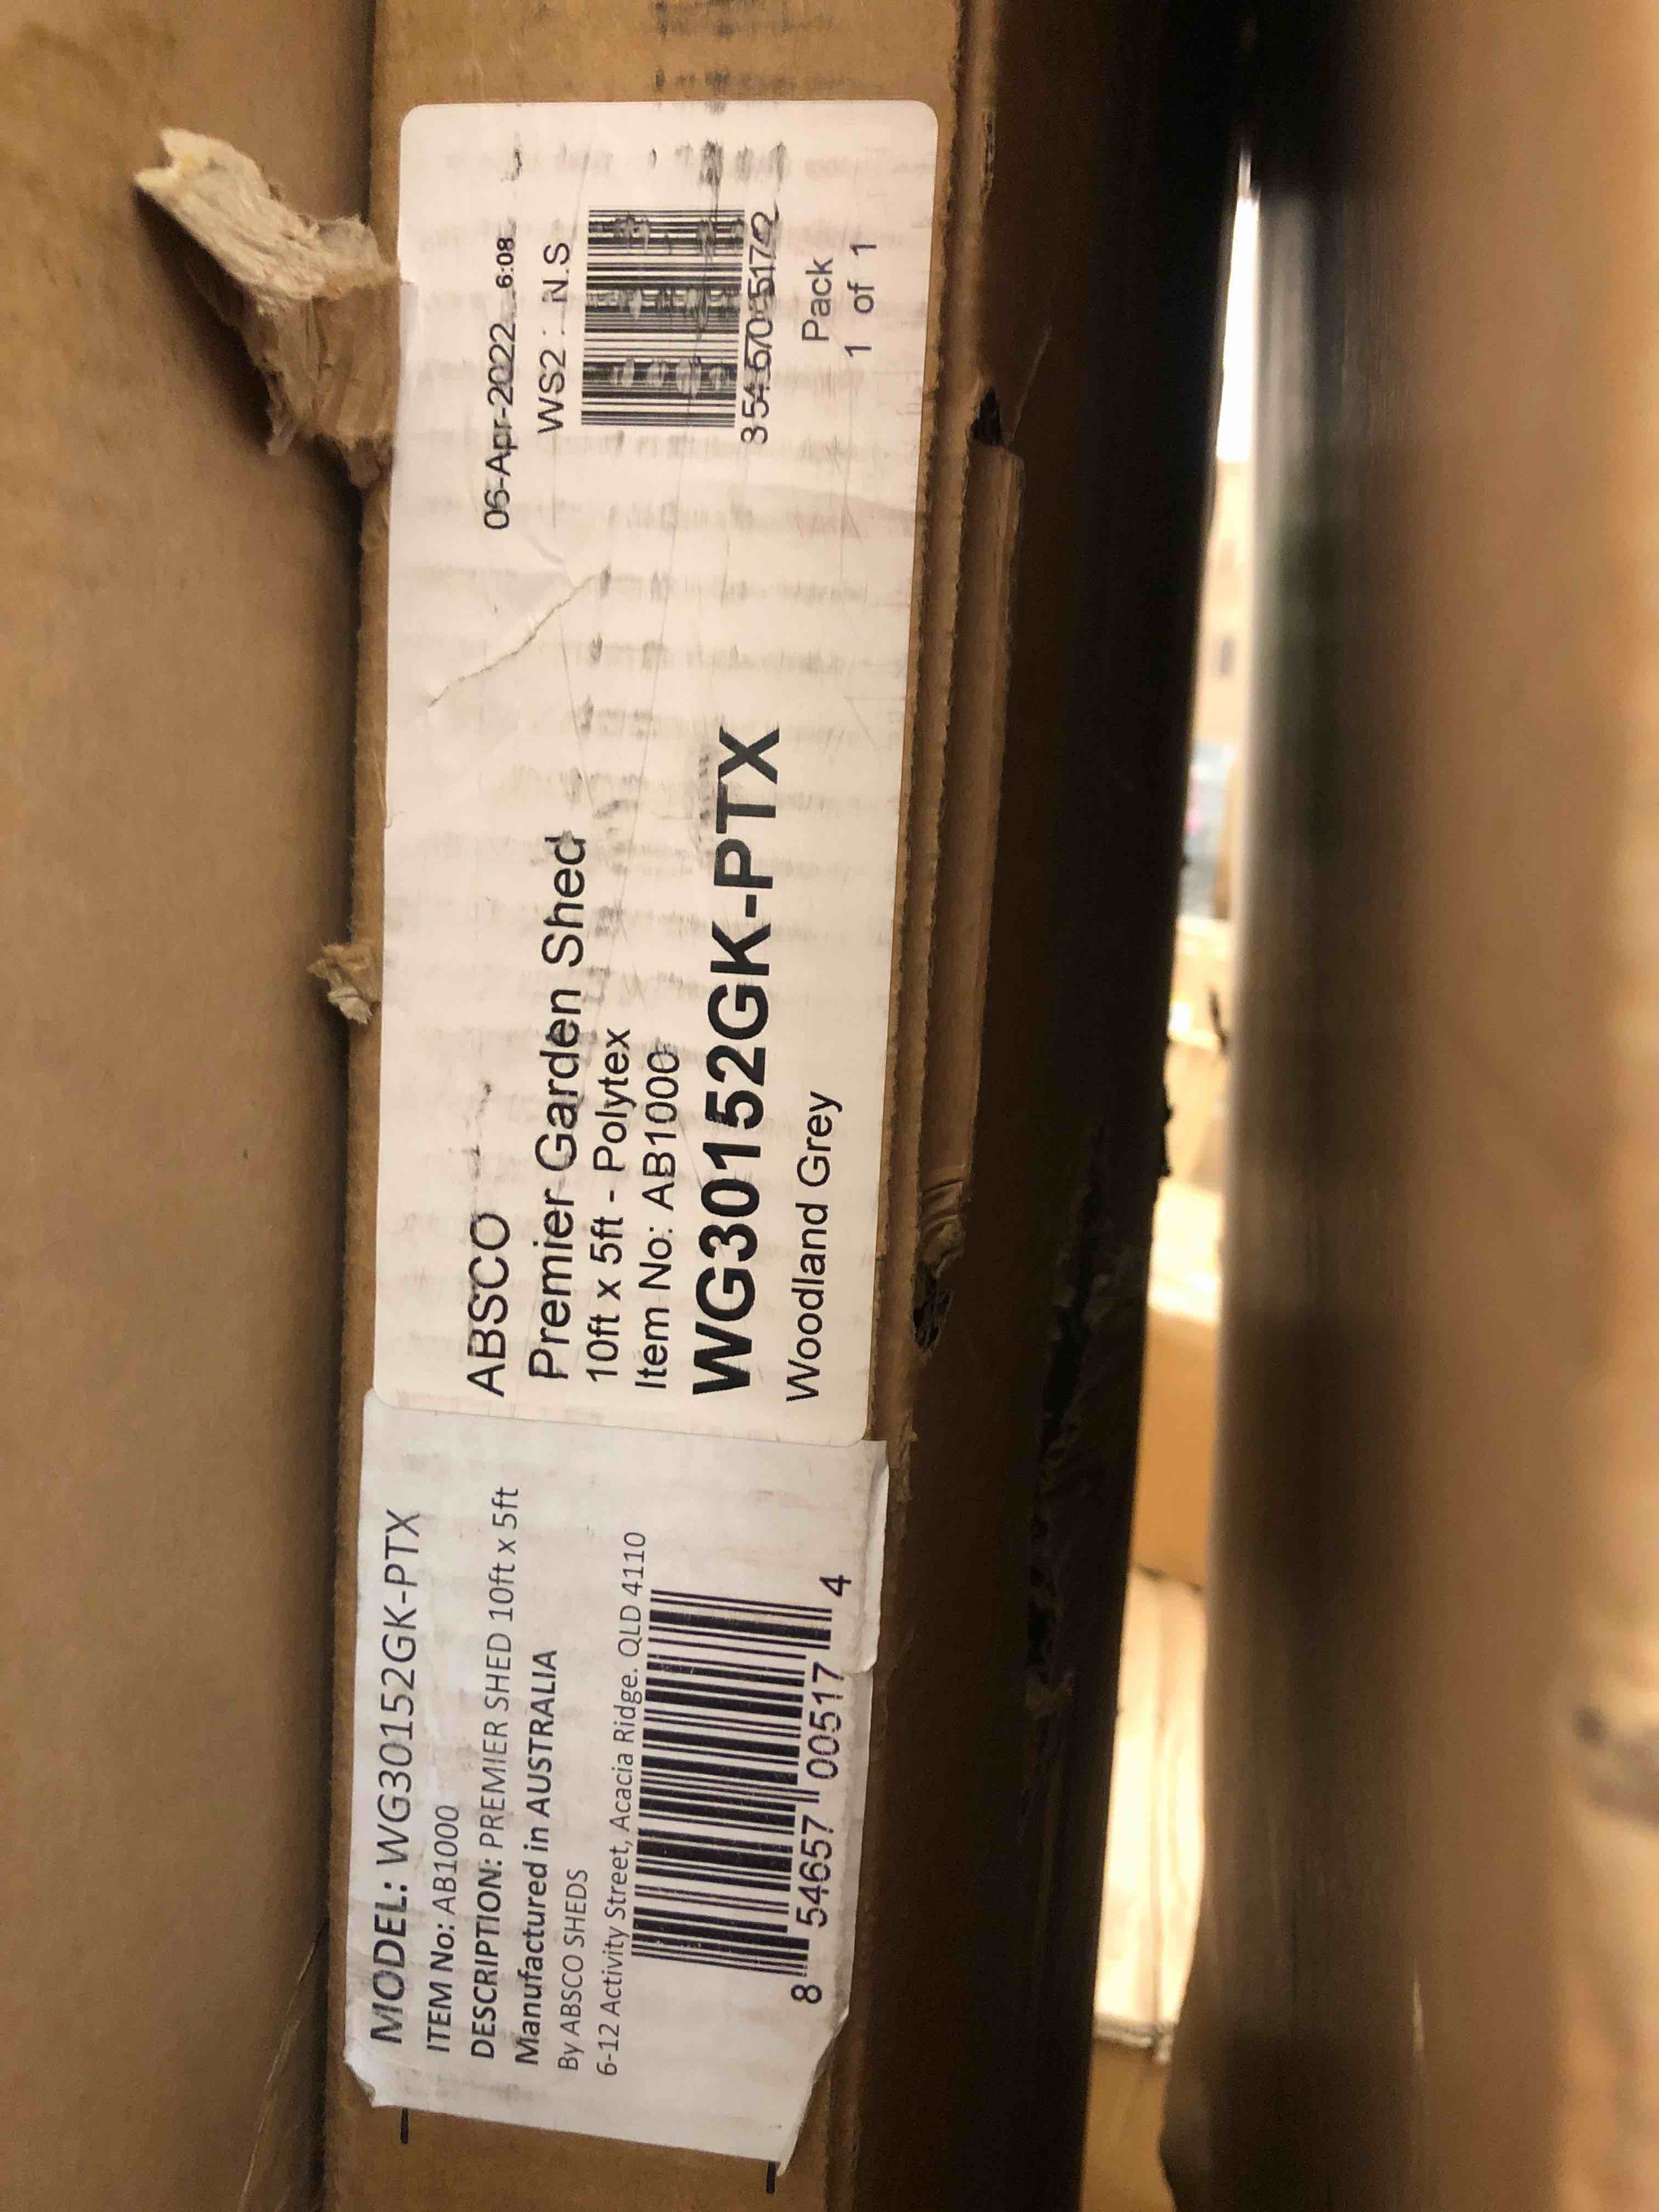 MODEL: WG30152GK-PTX
ITEM No: AB1000
DESCRIPTION: PREMIER SHED 10ft x 5ft
Manufactured in AUSTRALIA
By ABSCO SHEDS
6-12 Activity Street, Acacia Ridge. QLD 4110
8 54657 00517 4
ABSCO
Premier Garden Shed
10ft x 5ft - Polytex
Item No: AB1000
WG30152GK-PTX
Woodland Grey
06-Apr-2022 6:08
WS2 : N.S
Pack
1 of 1